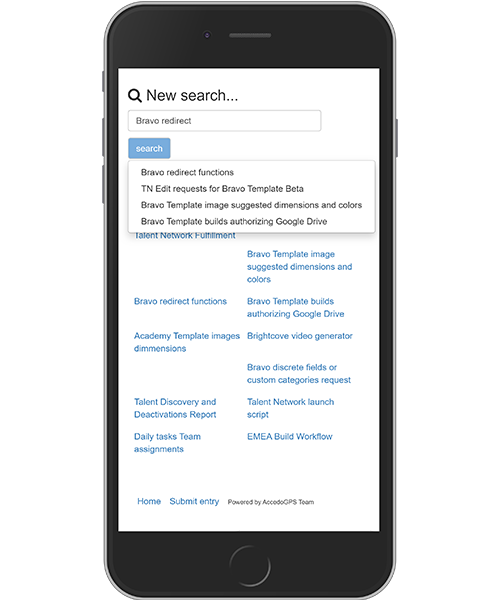 New search...
Bravo redirect
search
Bravo redirect functions
TN Edit requests for Bravo Template Beta
Bravo Template image suggested dimensions and colors
Bravo Template builds authorizing Google Drive
Talent Network Fulfillment
Bravo Template image
suggested dimensions and
colors
Bravo redirect functions
Bravo Template builds
authorizing Google Drive
Academy Template images
dimmensions
Brightcove video generator
Bravo discrete fields or
custom categories request
Talent Discovery and
Deactivations Report
Talent Network launch
script
Daily tasks Team
assignments
EMEA Build Workflow
Home Submit entry Powered by AccedoGPS Team